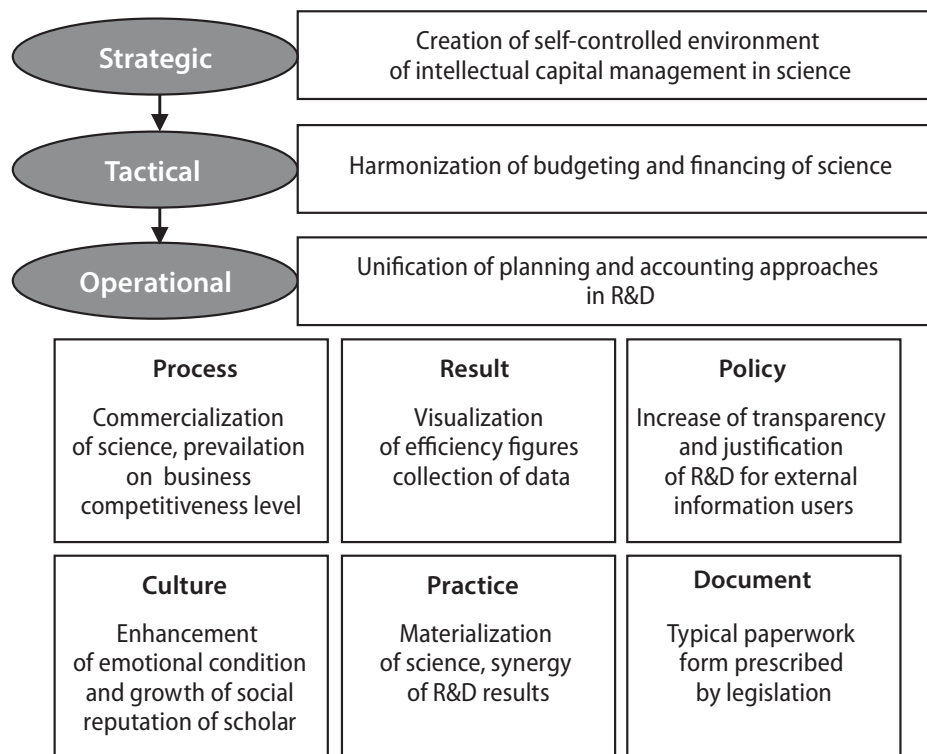 Strategic
Creation of self-controlled environment
of intellectual capital management in science
Tactical
Harmonization of budgeting and financing of science
Operational
Unification of planning and accounting approaches
in R&D
Process
Commercialization
of science, prevailation
on business
competitiveness level
Result
Visualization
of efficiency figures
collection of data
Policy
Increase of transparency
and justification
of R&D for external
information users
Culture
Enhancement
of emotional condition
and growth of social
reputation of scholar
Practice
Materialization
of science, synergy
of R&D results
Document
Typical paperwork
form prescribed
by legislation